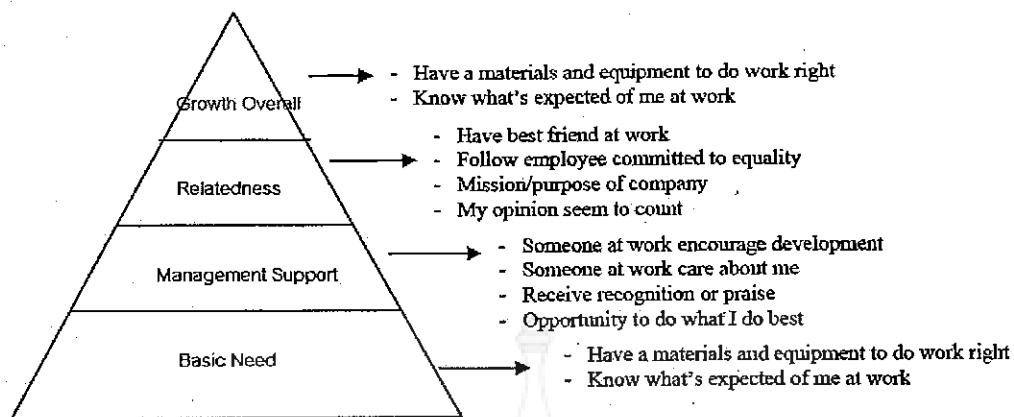 Growth Overall
- Have a materials and equipment to do work right
- Know what's expected of me at work
Relatedness
- Have best friend at work
- Follow employee committed to equality
- Mission/purpose of company
- My opinion seem to count
Management Support
- Someone at work encourage development
- Someone at work care about me
- Receive recognition or praise
- Opportunity to do what I do best
Basic Need
- Have a materials and equipment to do work right
- Know what's expected of me at work